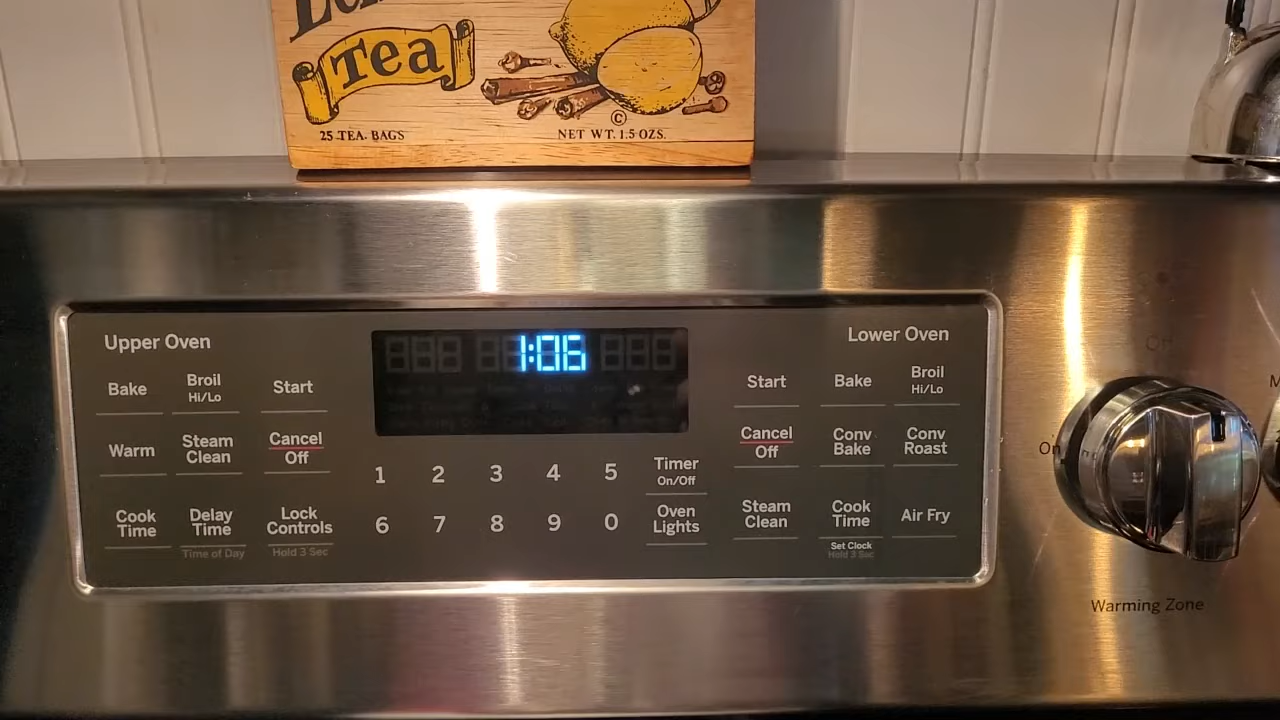 Tea
25 TEA. BAGS
NET WT. 1.5 OZS.
©
Upper Oven
Lower Oven
1:06
Bake
Broil
Hi/Lo
Start
Warm
Steam
Clean
Cancel
Off
Cook
Time
Delay
Time
Time of Day
Lock
Controls
Hold 3 Sec
1 2 3 4 5
6 7 8 9 0
Timer
On/Off
Oven
Lights
Start
Bake
Broil
Hi/Lo
Cancel
Off
Conv
Bake
Conv
Roast
Steam
Clean
Cook
Time
Set Clock
Hold 3 Sec
Air Fry
On
Warming Zone